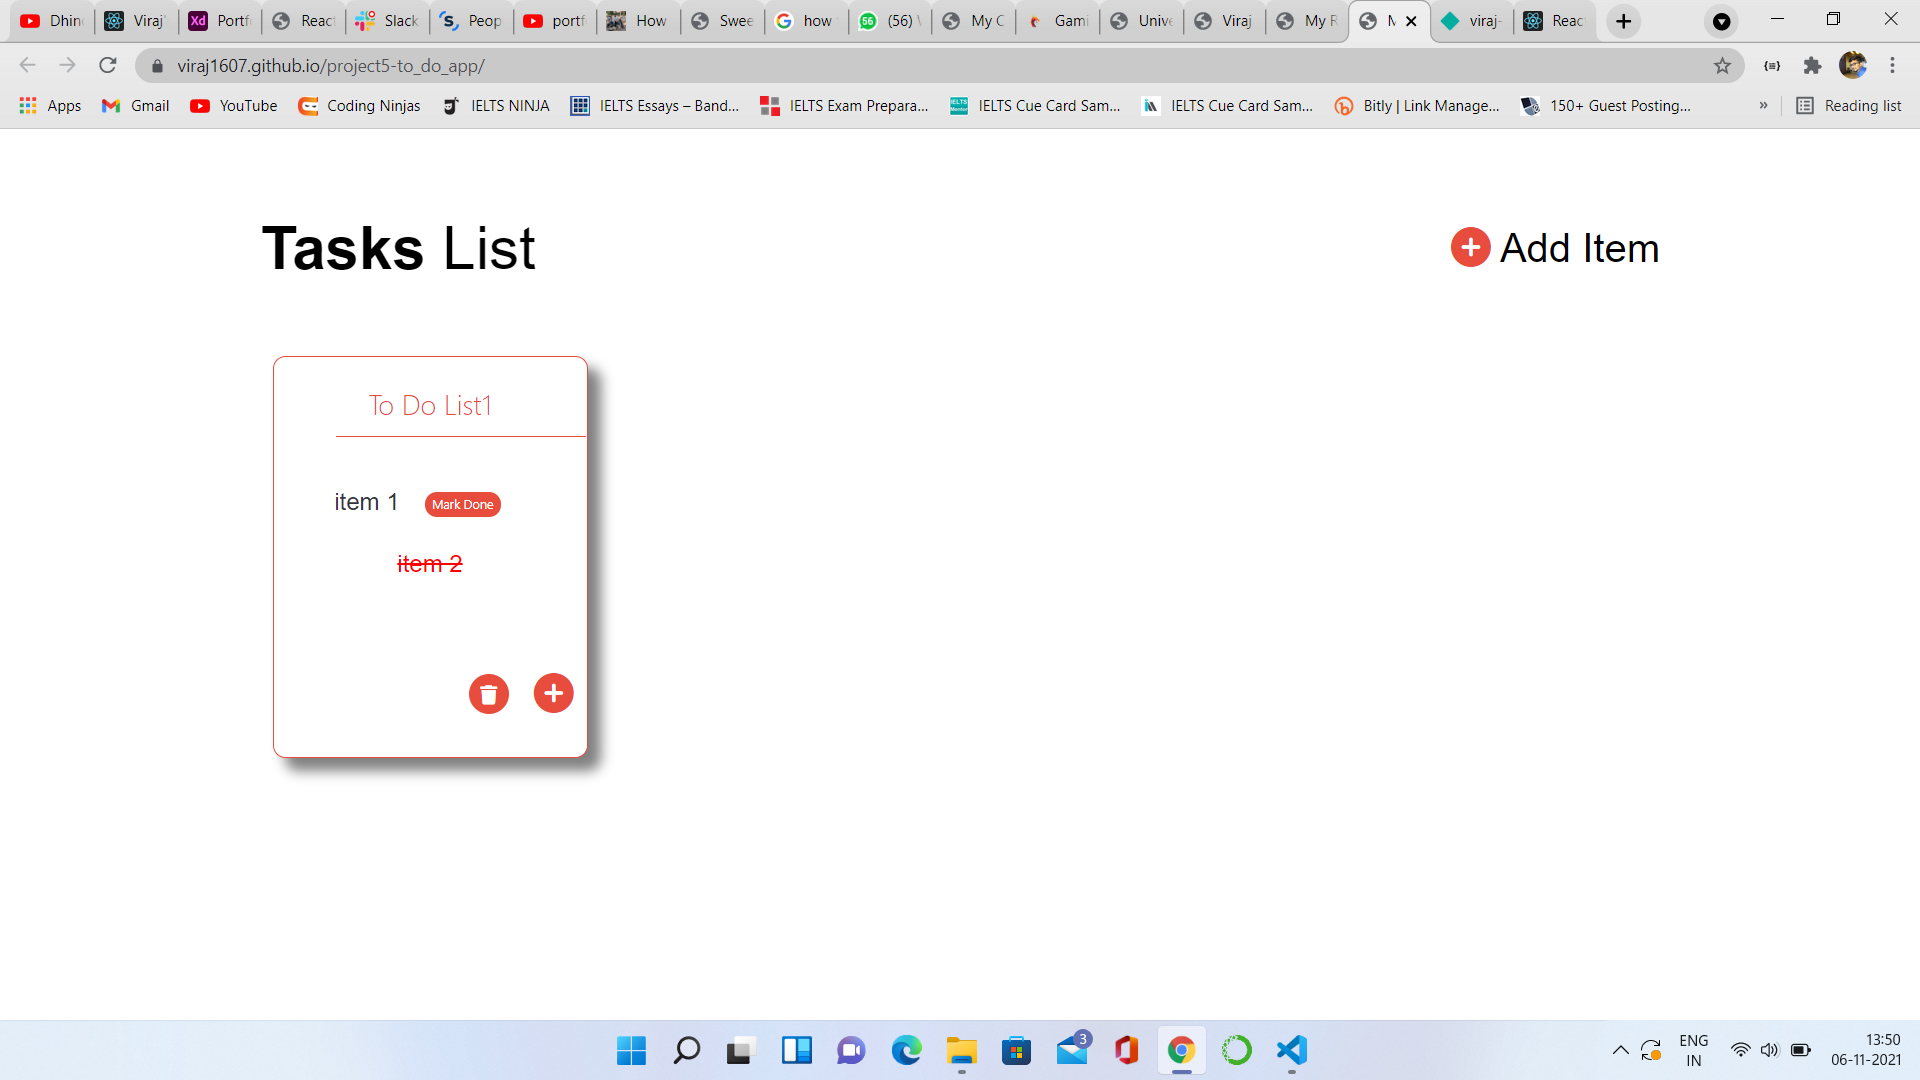 Dhin Viraj' Portf React Slack Peop portf How Swee how (56) My C Gami Unive Viraj My R viraj- Reac
viraj1607.github.io/project5-to_do_app/
Apps Gmail YouTube Coding Ninjas IELTS NINJA IELTS Essays – Band... IELTS Exam Prepara... IELTS Cue Card Sam... IELTS Cue Card Sam... Bitly | Link Manage... 150+ Guest Posting... » Reading list
Tasks List
Add Item
To Do List1
item 1 Mark Done
item 2
3
ENG
IN
13:50
06-11-2021